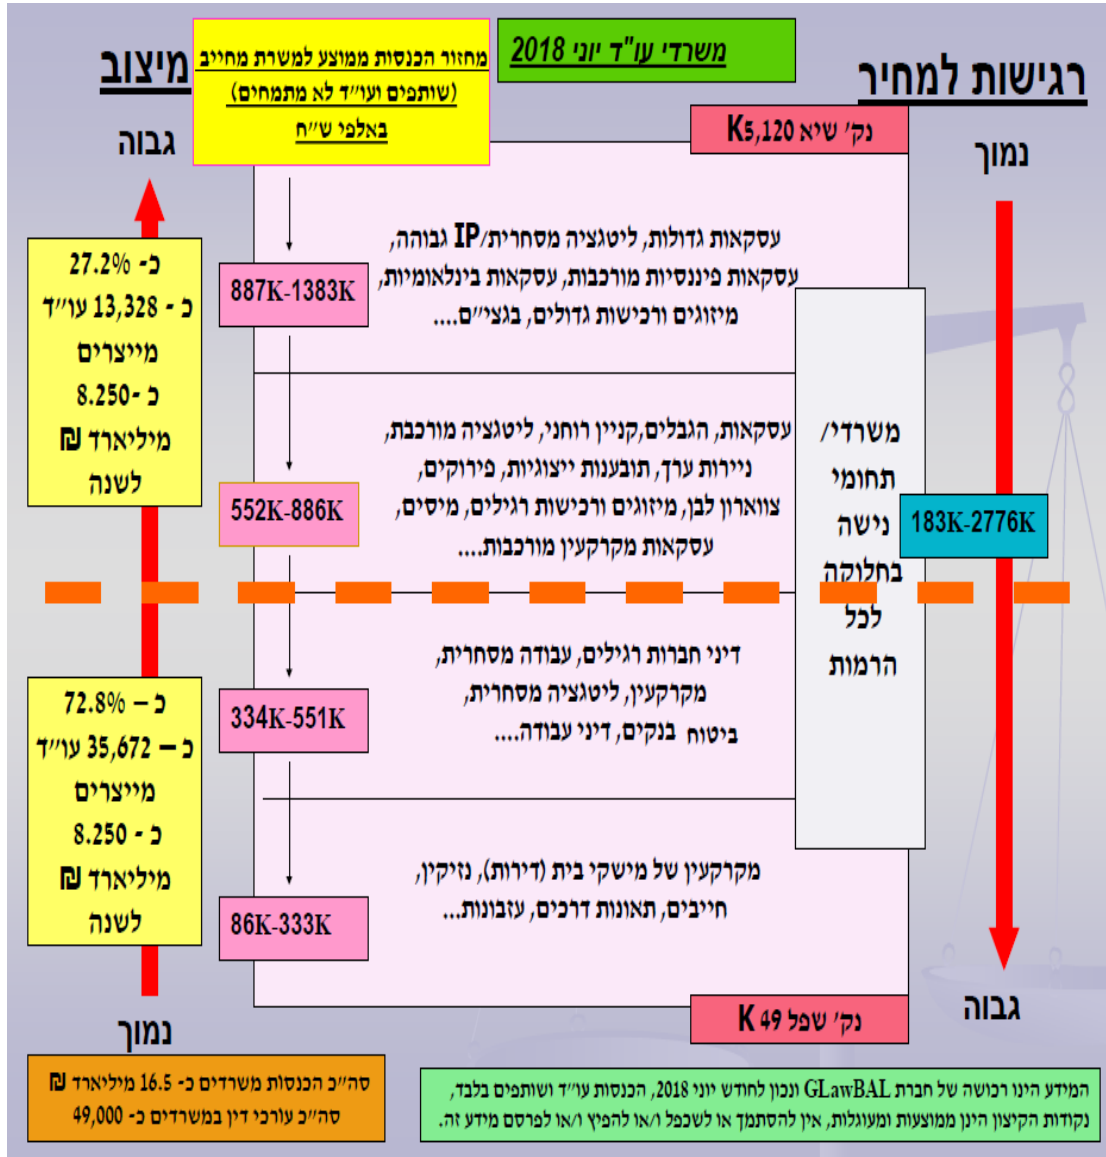 משרדי עו"ד יוני 2018
רגישות למחיר
נמוך
גבוה
מחזור הכנסות ממוצע למשרת מחייב
(שותפים ועו"ד לא מתמחים)
באלפי ש"ח
מיצוב
גבוה
נמוך
נק' שיא 5,120K
עסקאות גדולות, ליטגציה מסחרית/IP גבוהה,
עסקאות פיננסיות מורכבות, עסקאות בינלאומיות,
מיזוגים ורכישות גדולים, בגצי"ם....
887K-1383K
עסקאות, הגבלים,קניין רוחני, ליטגציה מורכבת,
ניירות ערך, תובענות ייצוגיות, פירוקים,
צווארון לבן, מיזוגים ורכישות רגילים, מיסים,
עסקאות מקרקעין מורכבות....
552K-886K
דיני חברות רגילים, עבודה מסחרית,
מקרקעין, ליטגציה מסחרית,
ביטוח בנקים, דיני עבודה....
334K-551K
מקרקעין של מישקי בית (דירות), נזיקין,
חייבים, תאונות דרכים, עזבונות...
86K-333K
נק' שפל 49 K
משרדי/
תחומי
נישה
בחלוקה
לכל
הרמות
183K-2776K
כ- 27.2%
כ - 13,328 עו"ד
מייצרים
כ -8.250
מיליארד ₪
לשנה
כ – 72.8%
כ – 35,672 עו"ד
מייצרים
כ - 8.250
מיליארד ₪
לשנה
המידע הינו רכושה של חברת GLawBAL ונכון לחודש יוני 2018, הכנסות עו"ד ושותפים בלבד,
נקודות הקיצון הינן ממוצעות ומעוגלות, אין להסתמך או לשכפל ו/או להפיץ ו/או לפרסם מידע זה.
סה"כ הכנסות משרדים כ- 16.5 מיליארד ₪
סה"כ עורכי דין במשרדים כ- 49,000